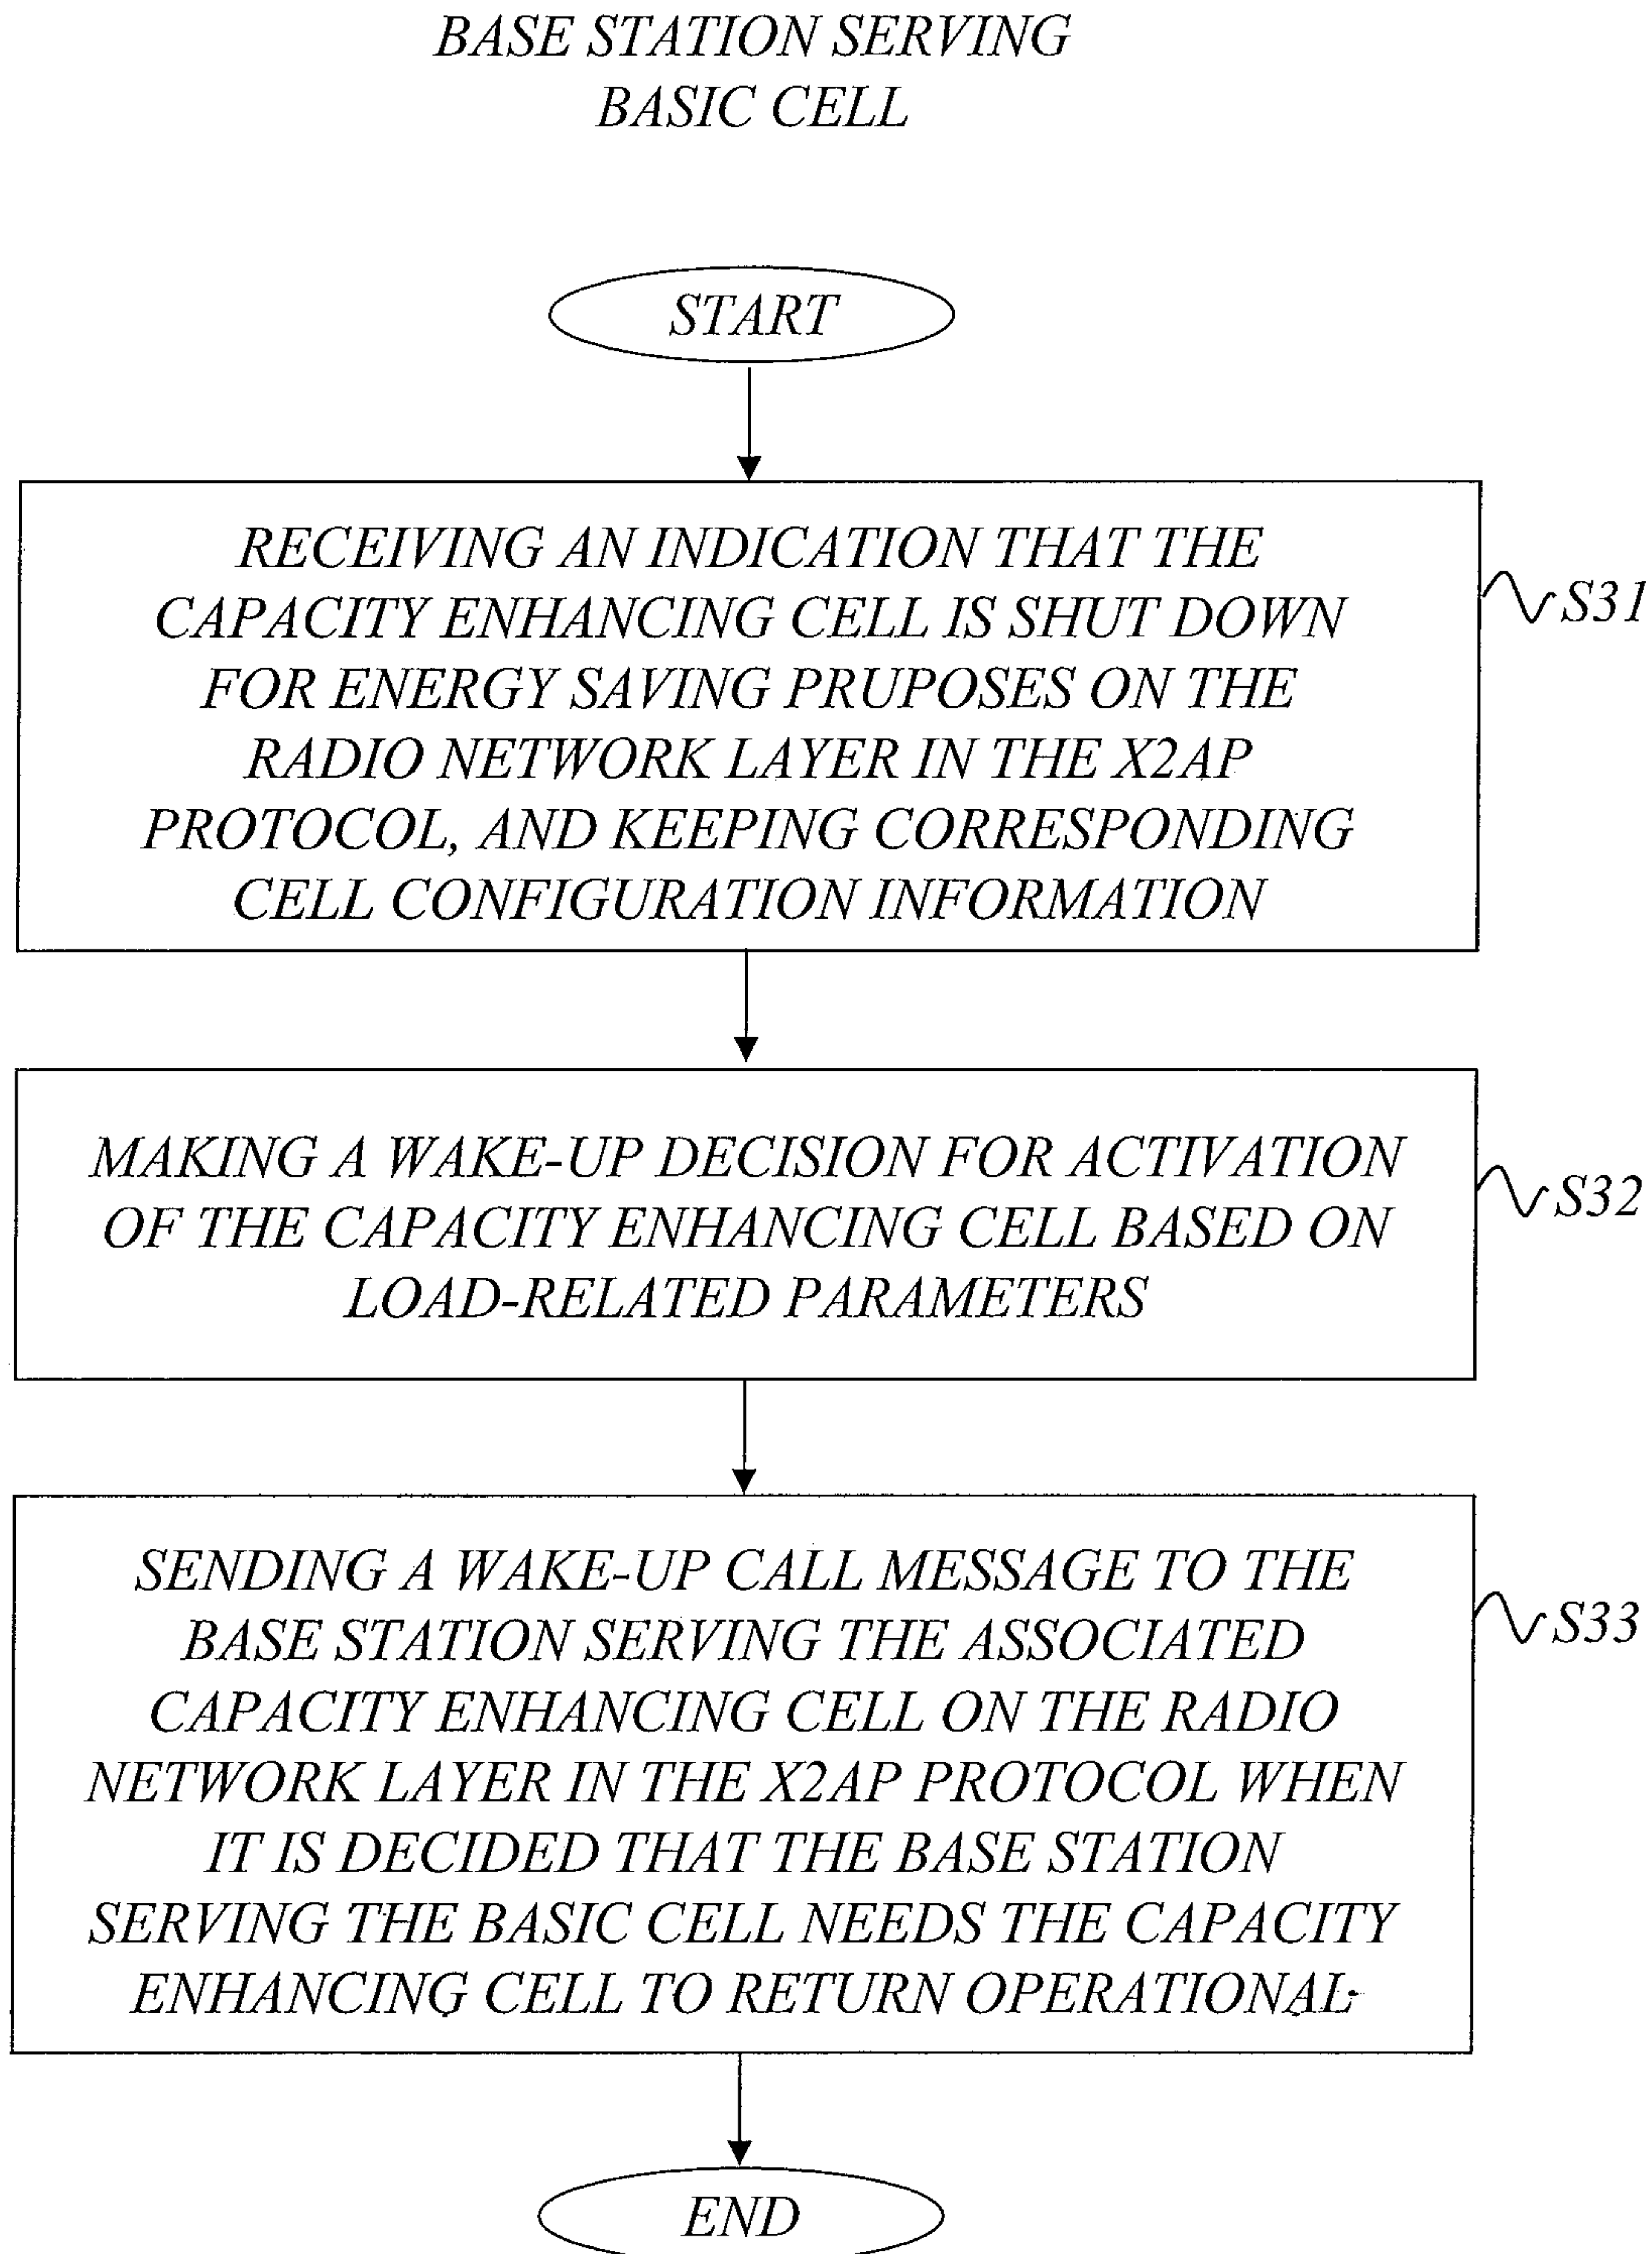 BASE STATION SERVING
BASIC CELL
START
RECEIVING AN INDICATION THAT THE
CAPACITY ENHANCING CELL IS SHUT DOWN
FOR ENERGY SAVING PRUPOSES ON THE
RADIO NETWORK LAYER IN THE X2AP
PROTOCOL, AND KEEPING CORRESPONDING
CELL CONFIGURATION INFORMATION
S31
MAKING A WAKE-UP DECISION FOR ACTIVATION
OF THE CAPACITY ENHANCING CELL BASED ON
LOAD-RELATED PARAMETERS
S32
SENDING A WAKE-UP CALL MESSAGE TO THE
BASE STATION SERVING THE ASSOCIATED
CAPACITY ENHANCING CELL ON THE RADIO
NETWORK LAYER IN THE X2AP PROTOCOL WHEN
IT IS DECIDED THAT THE BASE STATION
SERVING THE BASIC CELL NEEDS THE CAPACITY
ENHANCING CELL TO RETURN OPERATIONAL
S33
END